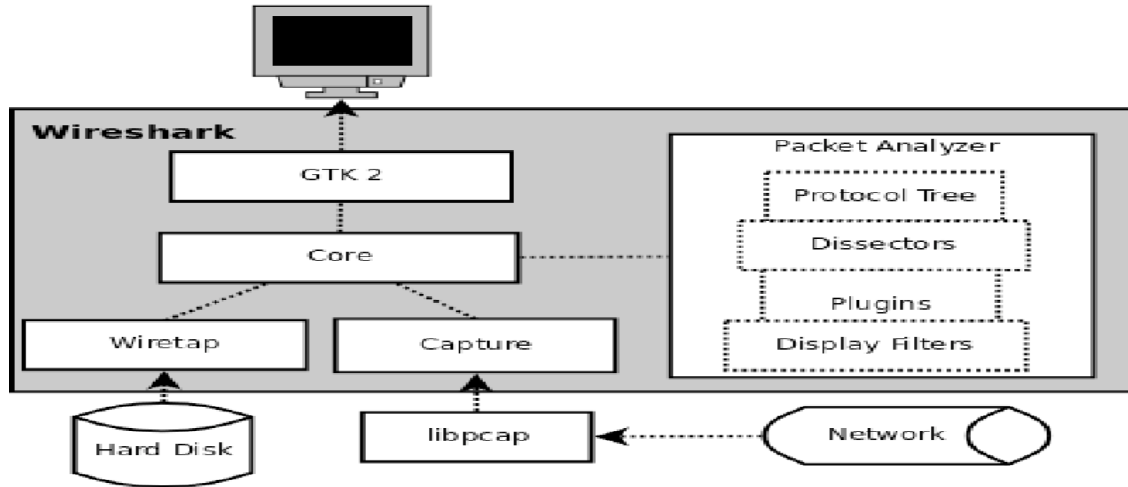 Wireshark
GTK 2
Packet Analyzer
Protocol Tree
Core
Dissectors
Plugins
Wiretap
Capture
Display Filters
Hard Disk
libpcap
Network